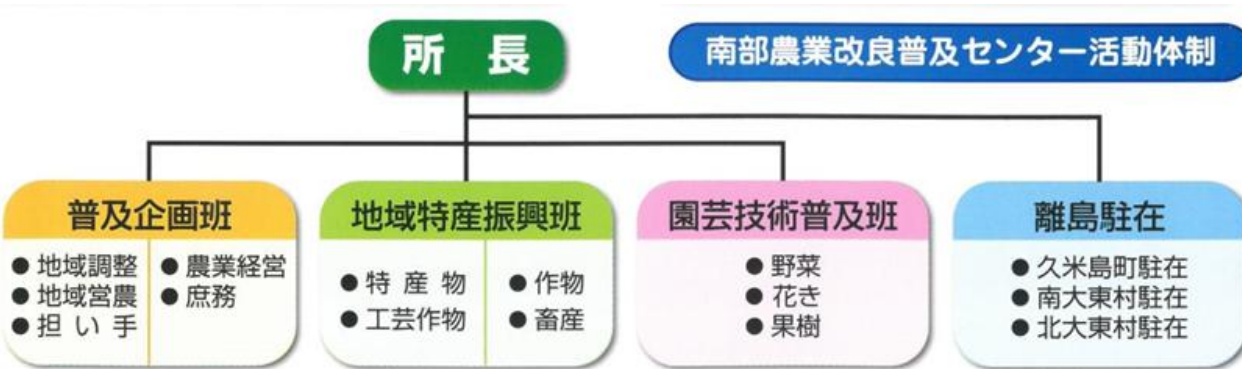 所 長
南部農業改良普及センター活動体制
普及企画班
● 地域調整
● 地域営農
● 担 い 手
● 農業経営
● 庶務
地域特産振興班
● 特 産 物
● 工芸作物
● 作物
● 畜産
園芸技術普及班
● 野菜
● 花き
● 果樹
離島駐在
● 久米島町駐在
● 南大東村駐在
● 北大東村駐在